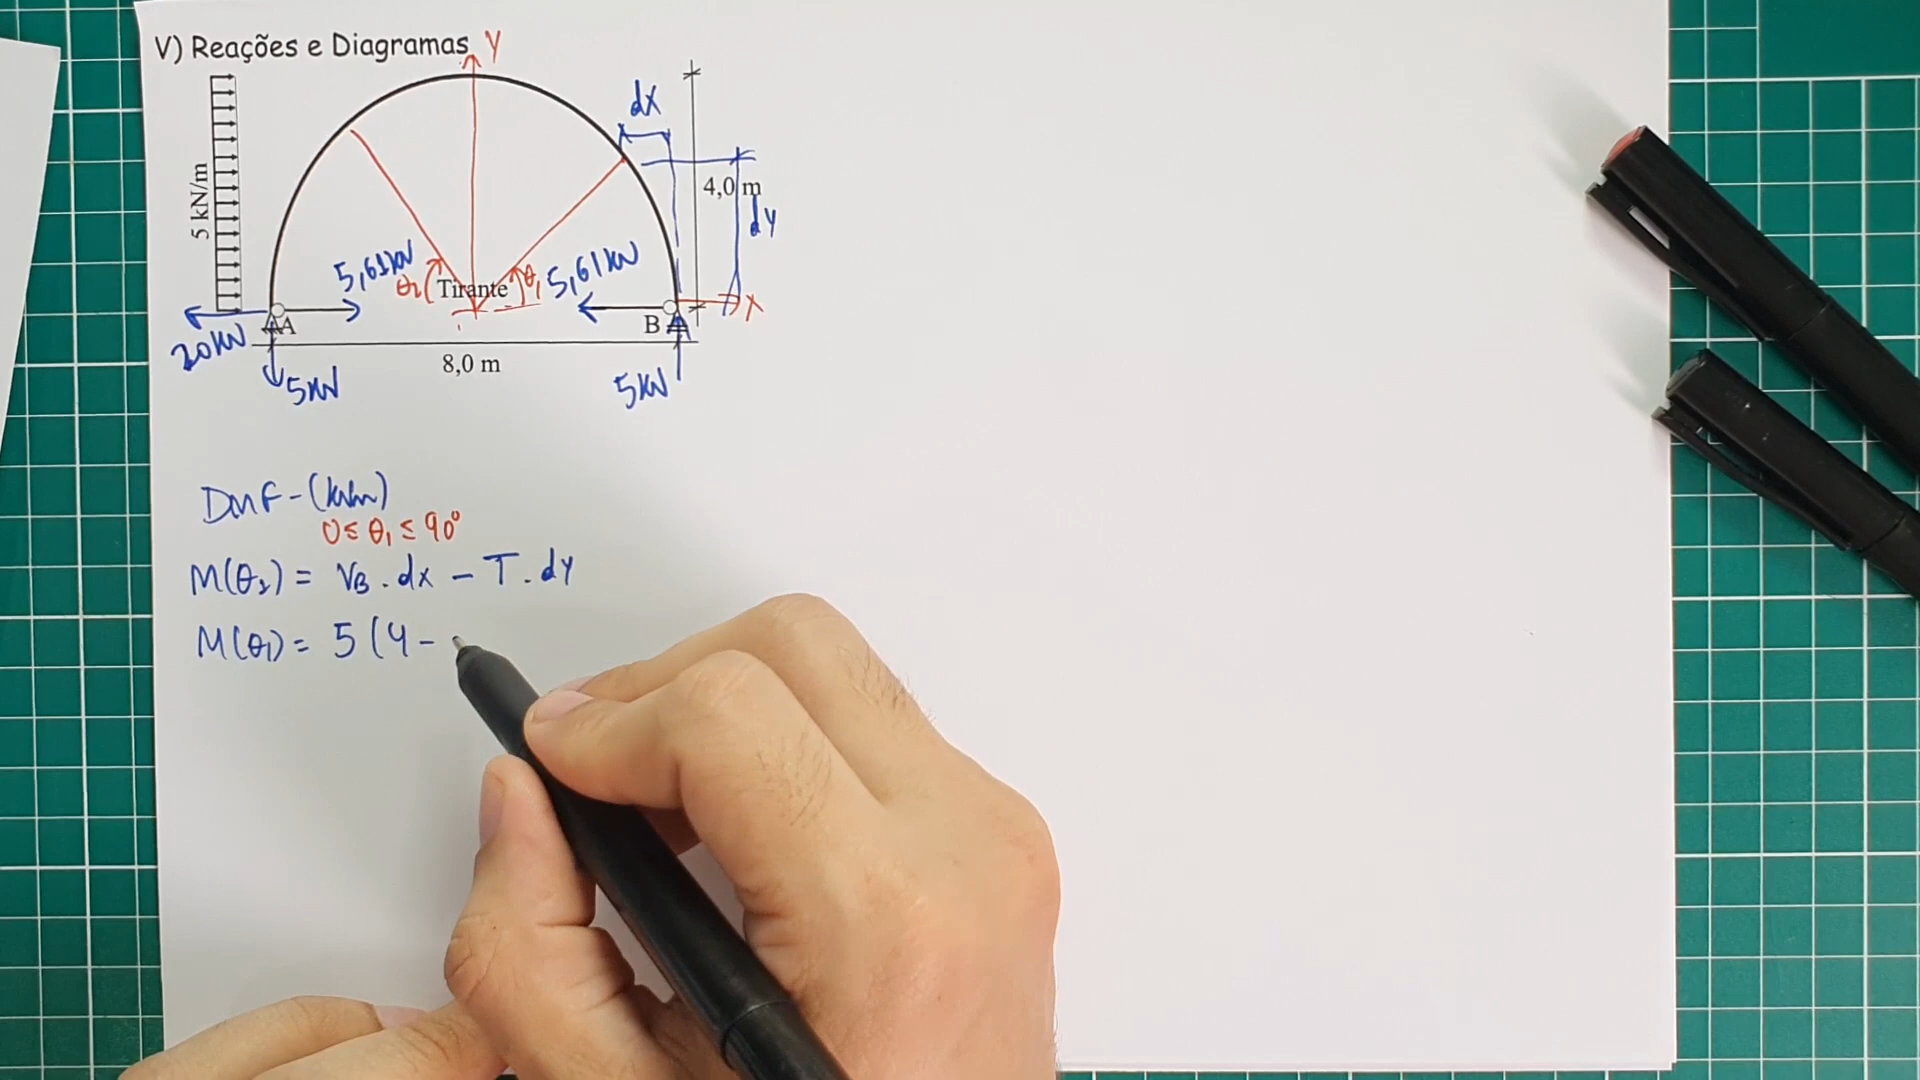 V) Reações e Diagramas
Y
dx
5 kN/m
4,0 m
dy
5,61kN
θ2
Tirante
θ1
5,61kN
X
A
B
20kN
8,0 m
5kN
5kN
DMF-(kNm)
0≤ θ1 ≤ 90°
M(θ1) = VB . dx - T . dy
M(θ1) = 5 (4 -